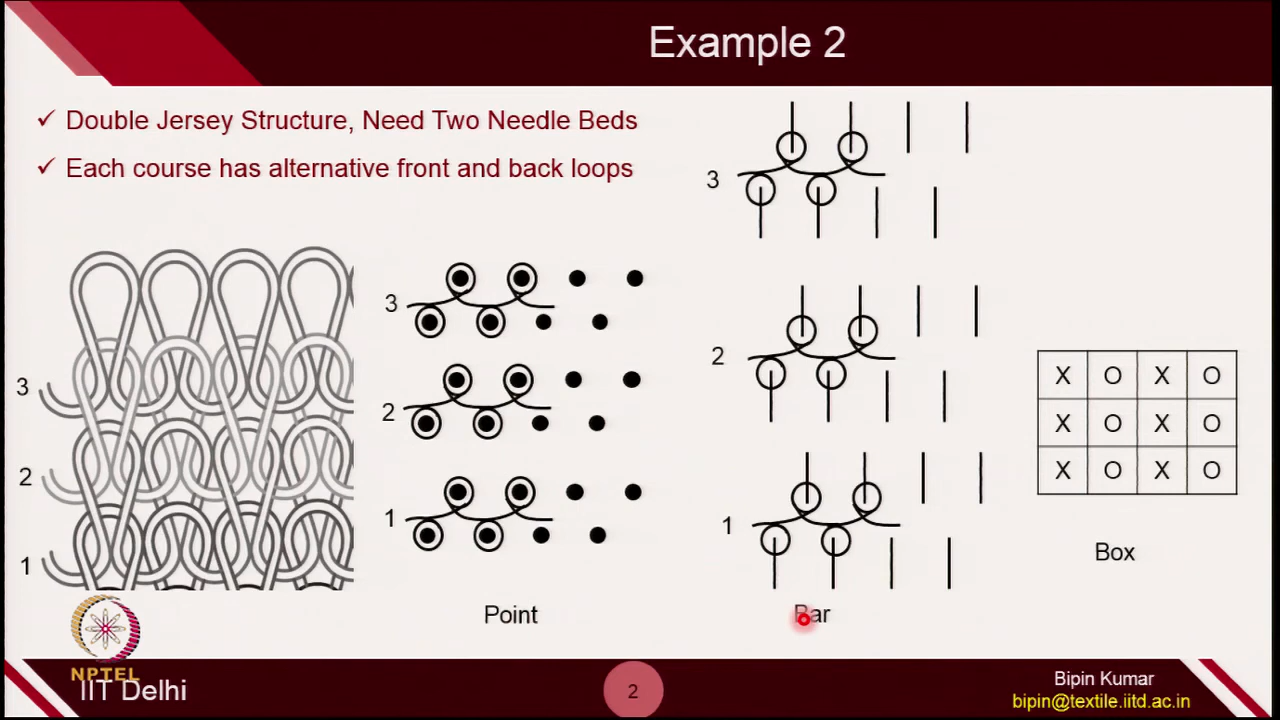 Example 2
✓ Double Jersey Structure, Need Two Needle Beds
✓ Each course has alternative front and back loops
3
2
1
3
2
1
Point
3
2
1
Bar
X O X O
X O X O
X O X O
Box
NPTEL
IIT Delhi
2
Bipin Kumar
bipin@textile.iitd.ac.in